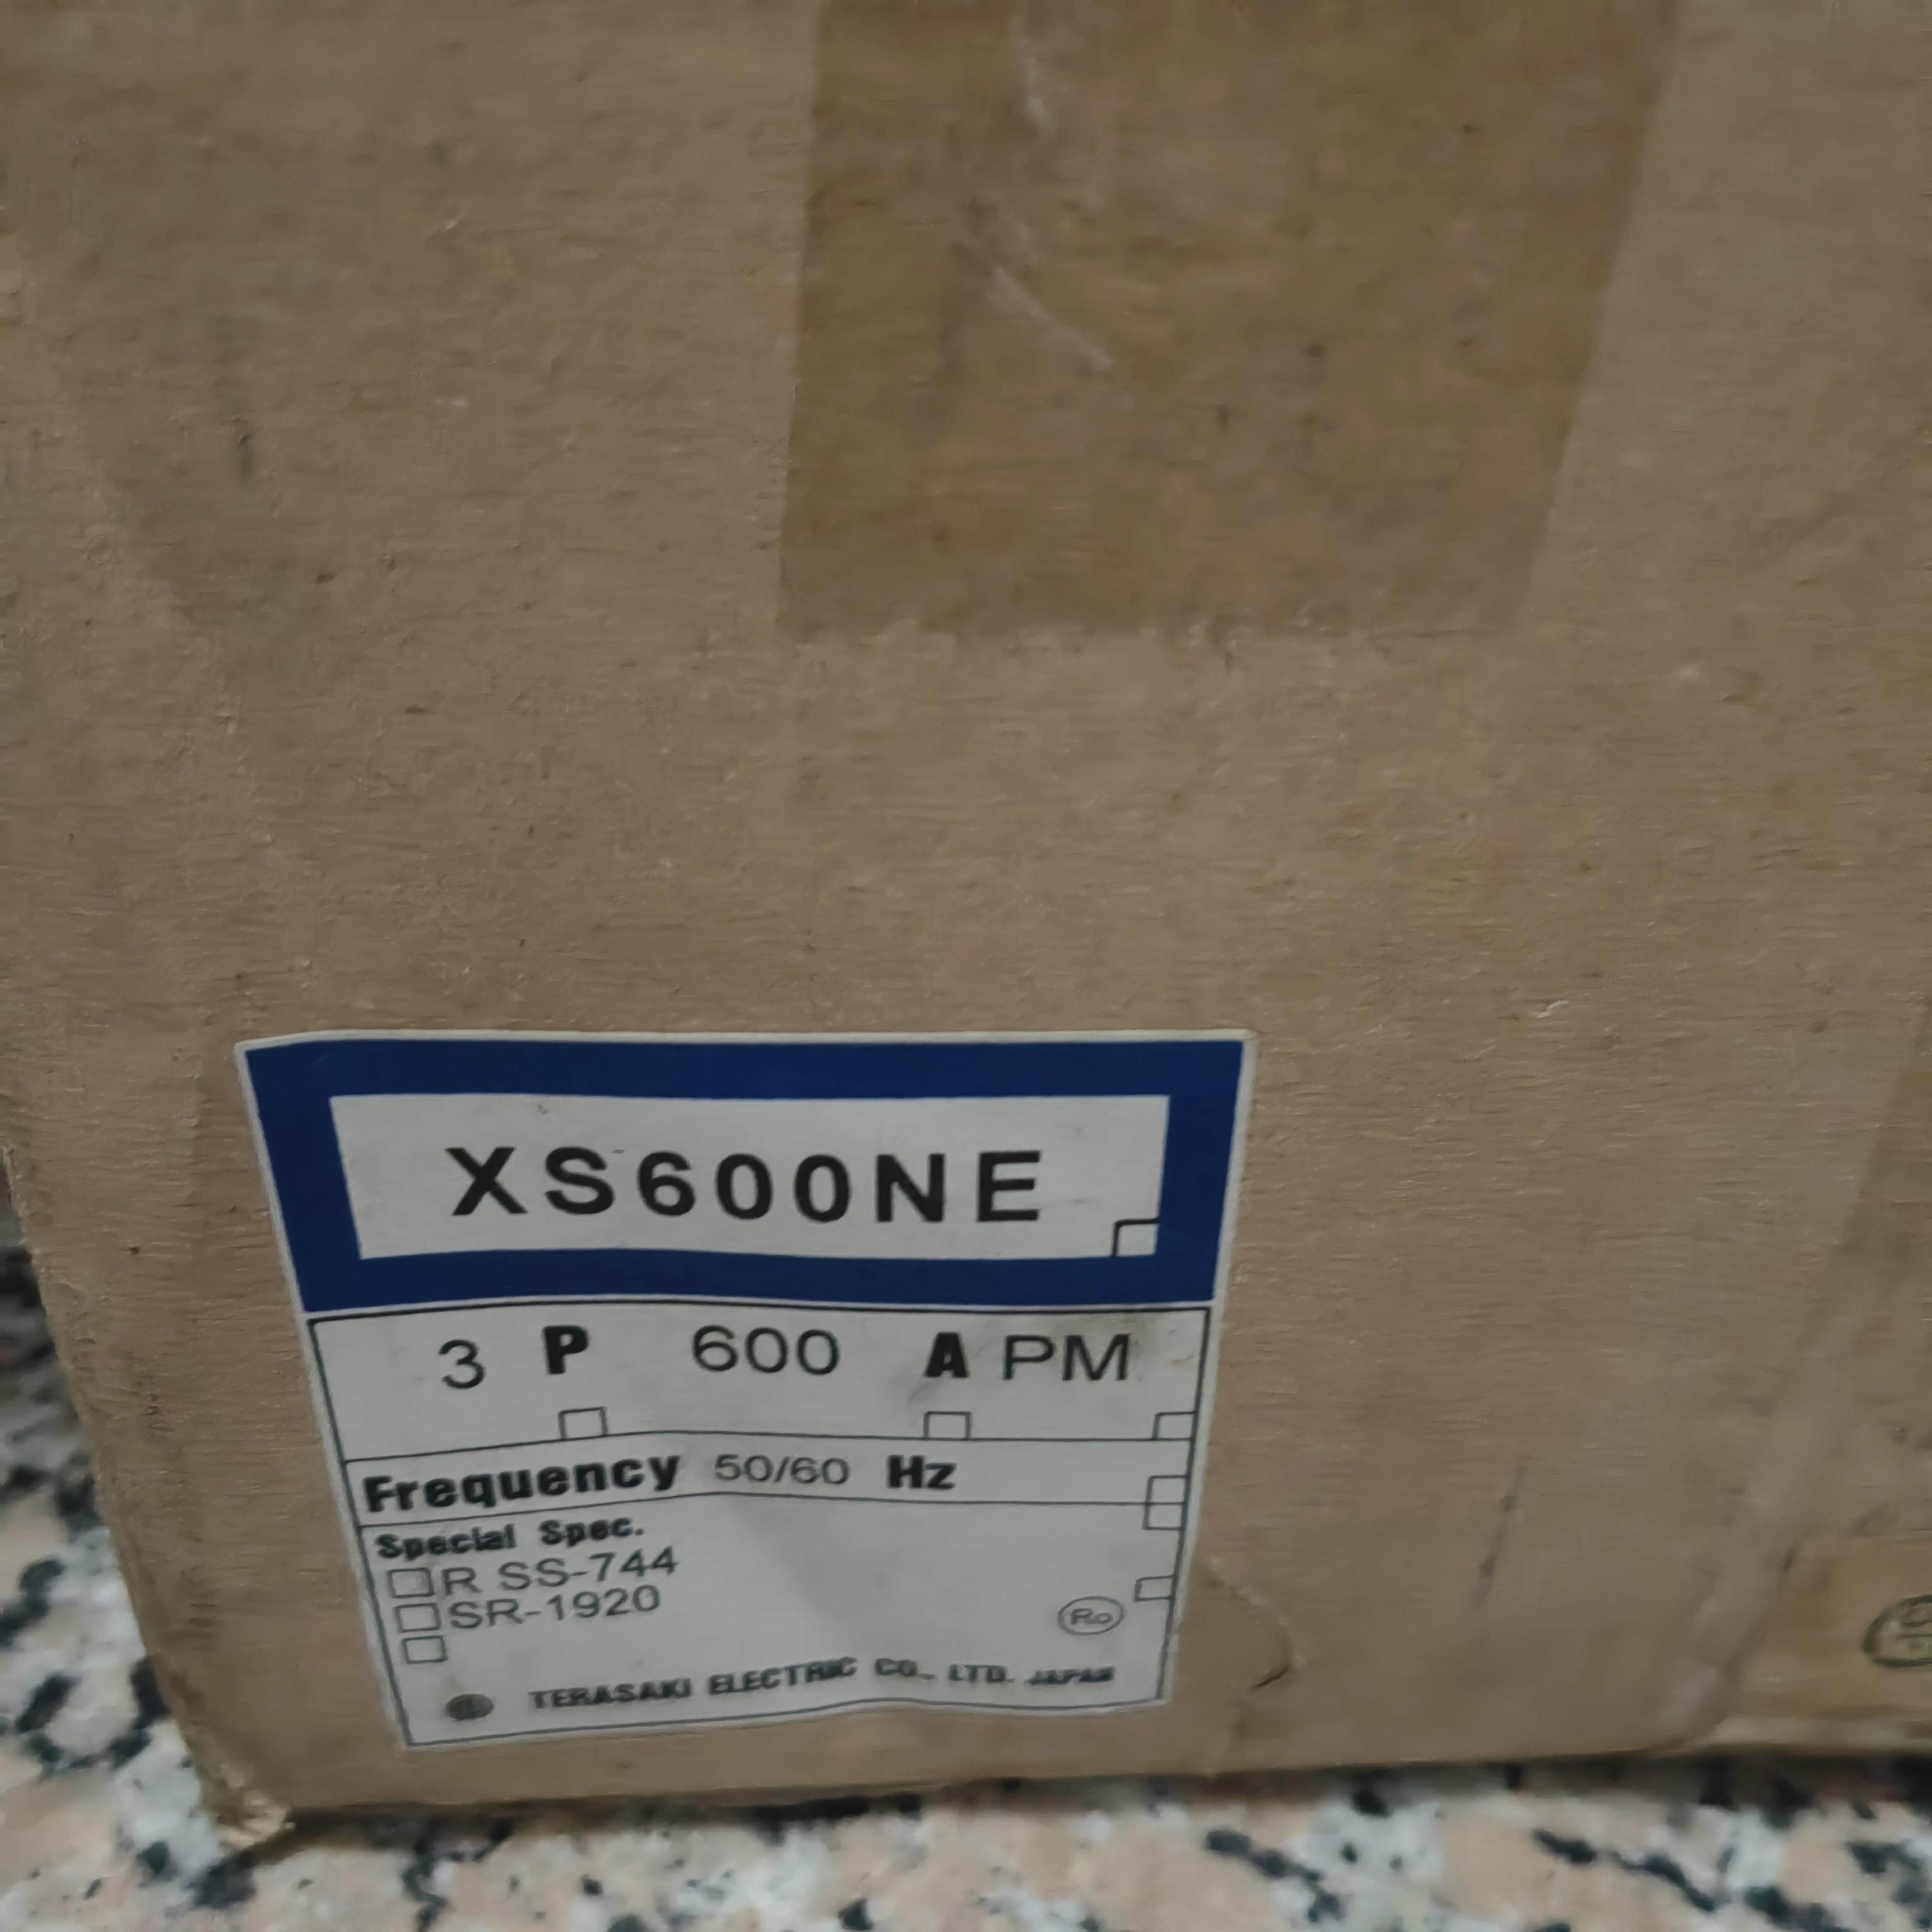 XS600NE
3 P 600 A PM
Frequency 50/60 Hz
Special Spec.
R SS-744
SR-1920
Ro
TERASAKI ELECTRIC CO., LTD. JAPAN